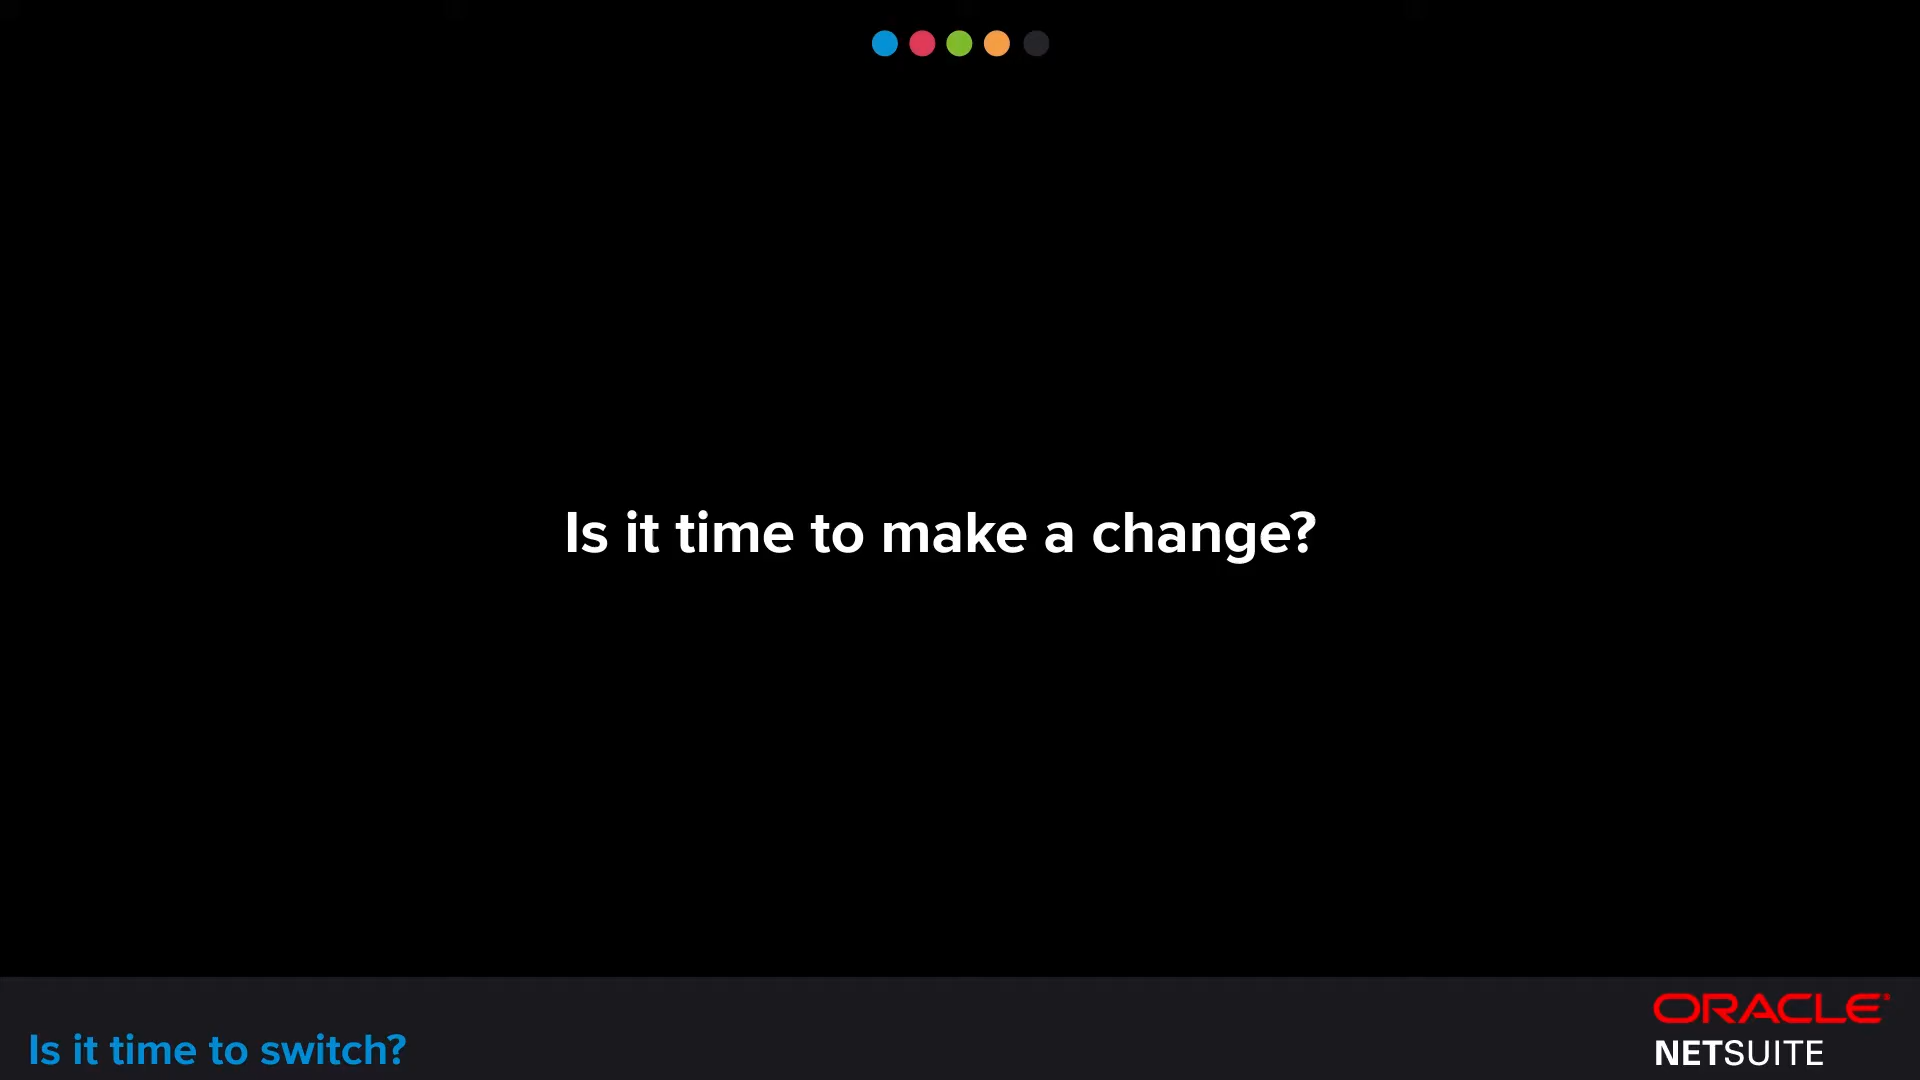 Is it time to make a change?
Is it time to switch?
ORACLE
NETSUITE